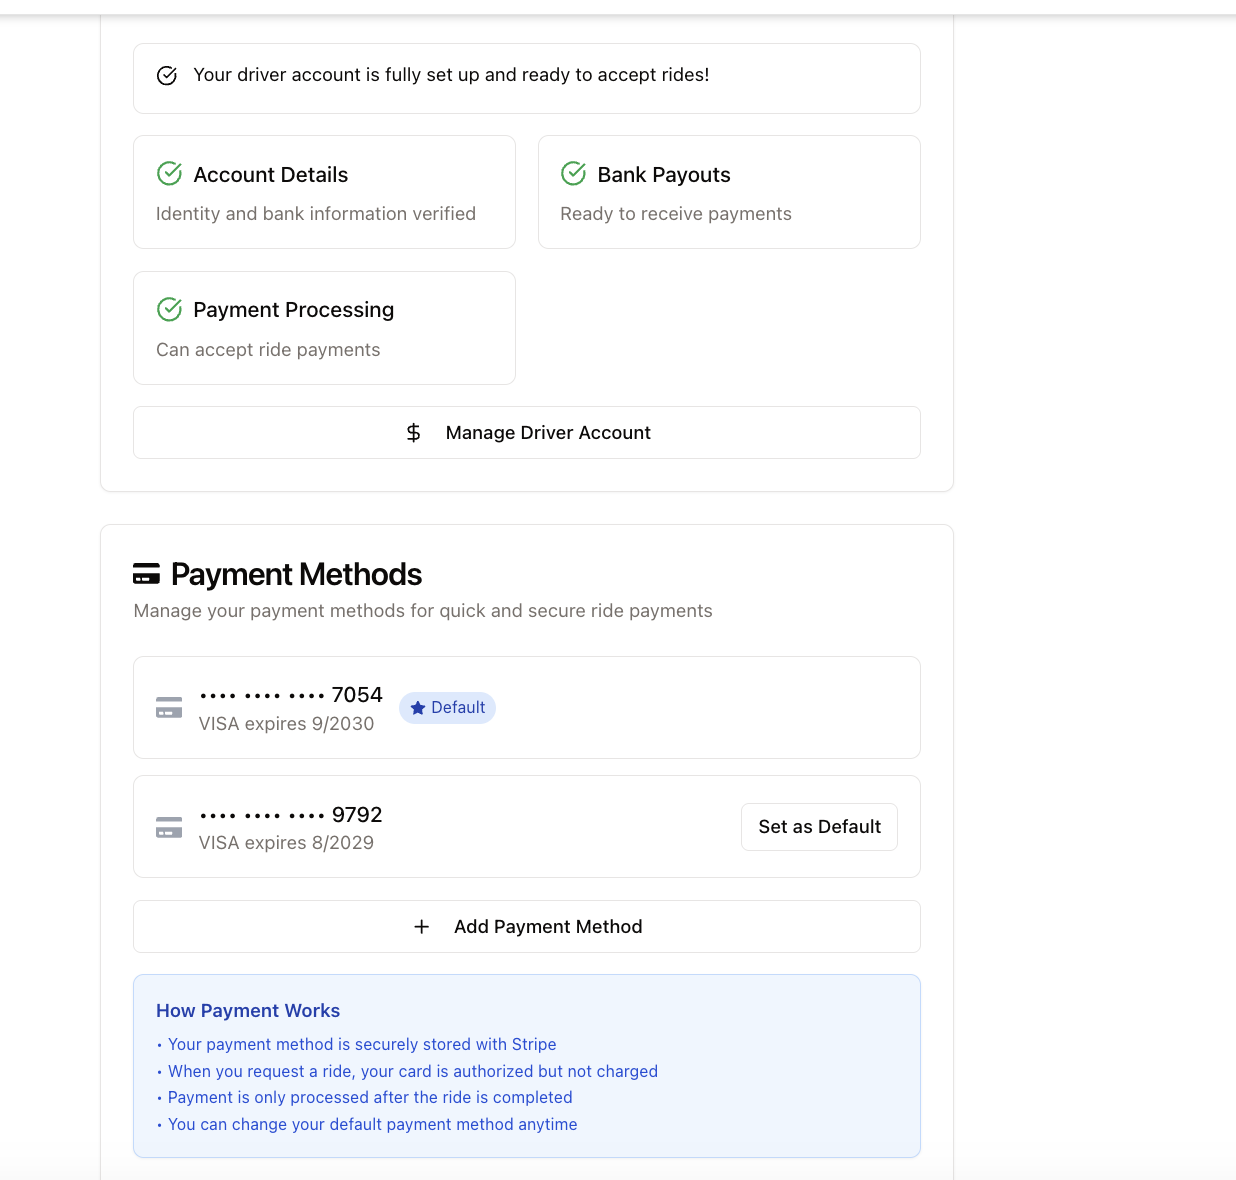 Your driver account is fully set up and ready to accept rides!
Account Details
Identity and bank information verified
Bank Payouts
Ready to receive payments
Payment Processing
Can accept ride payments
Manage Driver Account
Payment Methods
Manage your payment methods for quick and secure ride payments
•••• •••• •••• 7054
VISA expires 9/2030
Default
•••• •••• •••• 9792
VISA expires 8/2029
Set as Default
Add Payment Method
How Payment Works
• Your payment method is securely stored with Stripe
• When you request a ride, your card is authorized but not charged
• Payment is only processed after the ride is completed
• You can change your default payment method anytime